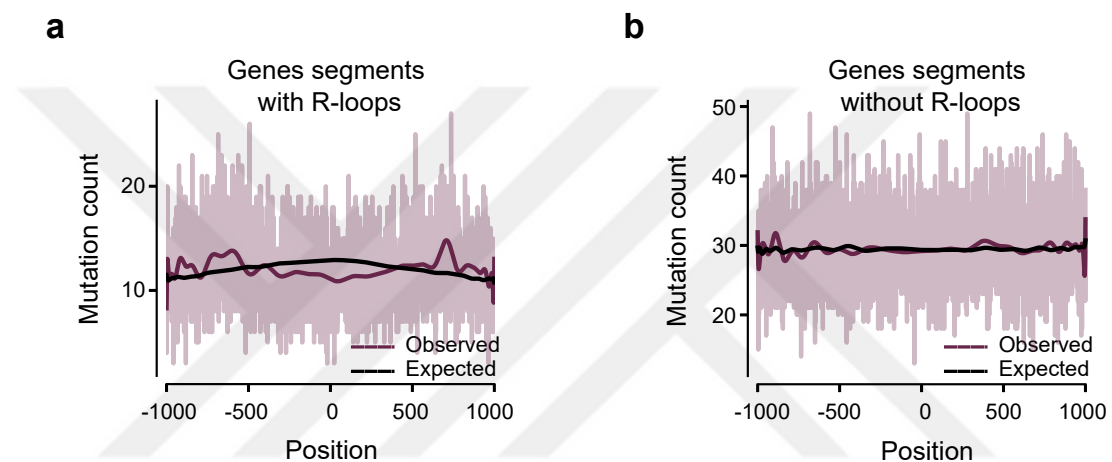 a
Genes segments
with R-loops
Mutation count
20
10
Observed
Expected
-1000 -500 0 500 1000
Position
b
Genes segments
without R-loops
Mutation count
50
40
30
20
Observed
Expected
-1000 -500 0 500 1000
Position